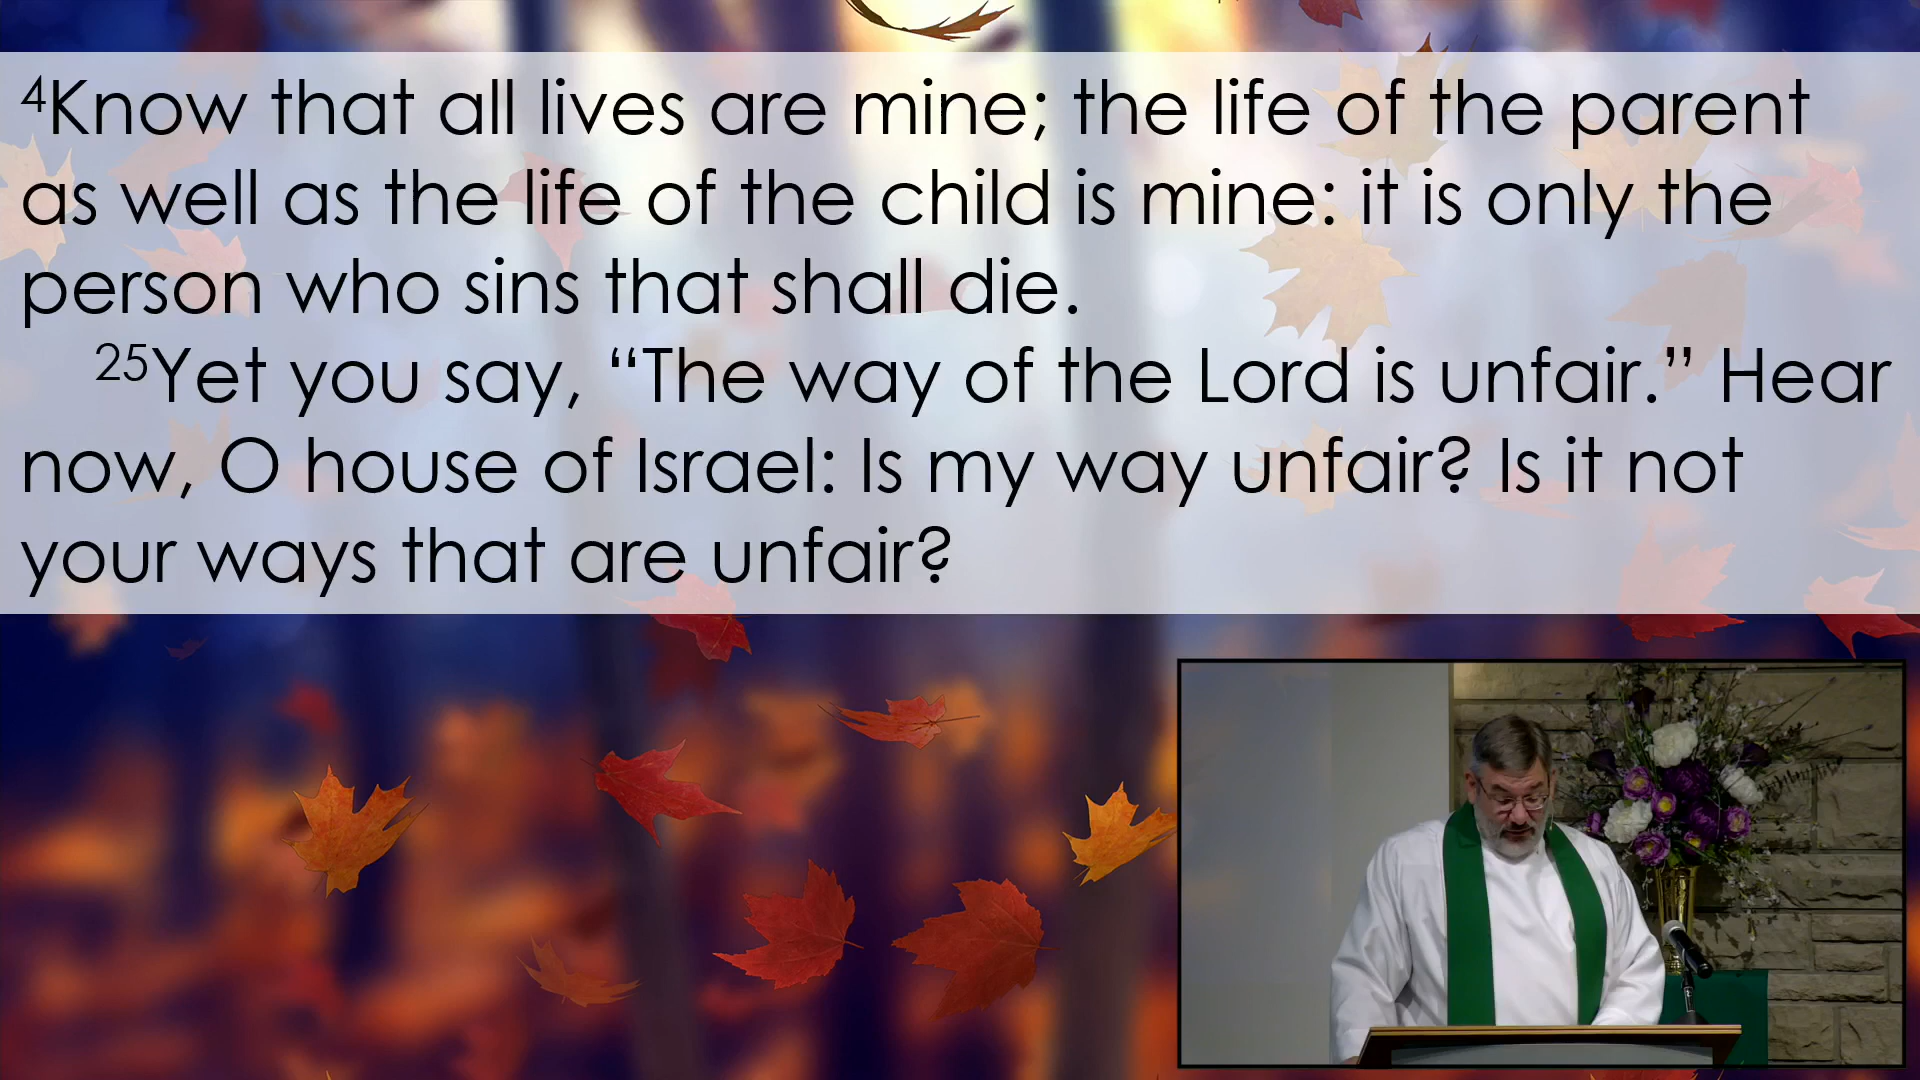 4Know that all lives are mine; the life of the parent
as well as the life of the child is mine: it is only the
person who sins that shall die.
25Yet you say, “The way of the Lord is unfair.” Hear
now, O house of Israel: Is my way unfair? Is it not
your ways that are unfair?